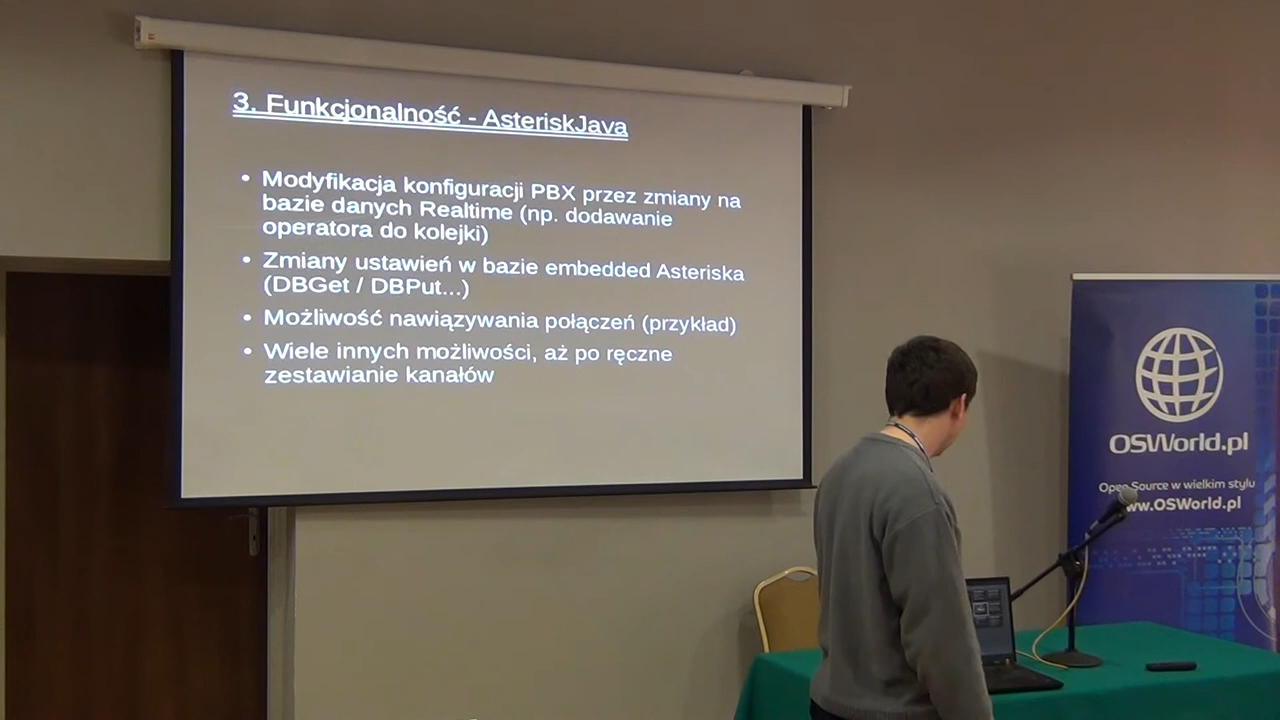 3. Funkcjonalność - AsteriskJava
• Modyfikacja konfiguracji PBX przez zmiany na
bazie danych Realtime (np. dodawanie
operatora do kolejki)
• Zmiany ustawień w bazie embedded Asteriska
(DBGet / DBPut...)
• Możliwość nawiązywania połączeń (przykład)
• Wiele innych możliwości, aż po ręczne
zestawianie kanałów
OSWorld.pl
Open Source w wielkim stylu
www.OSWorld.pl